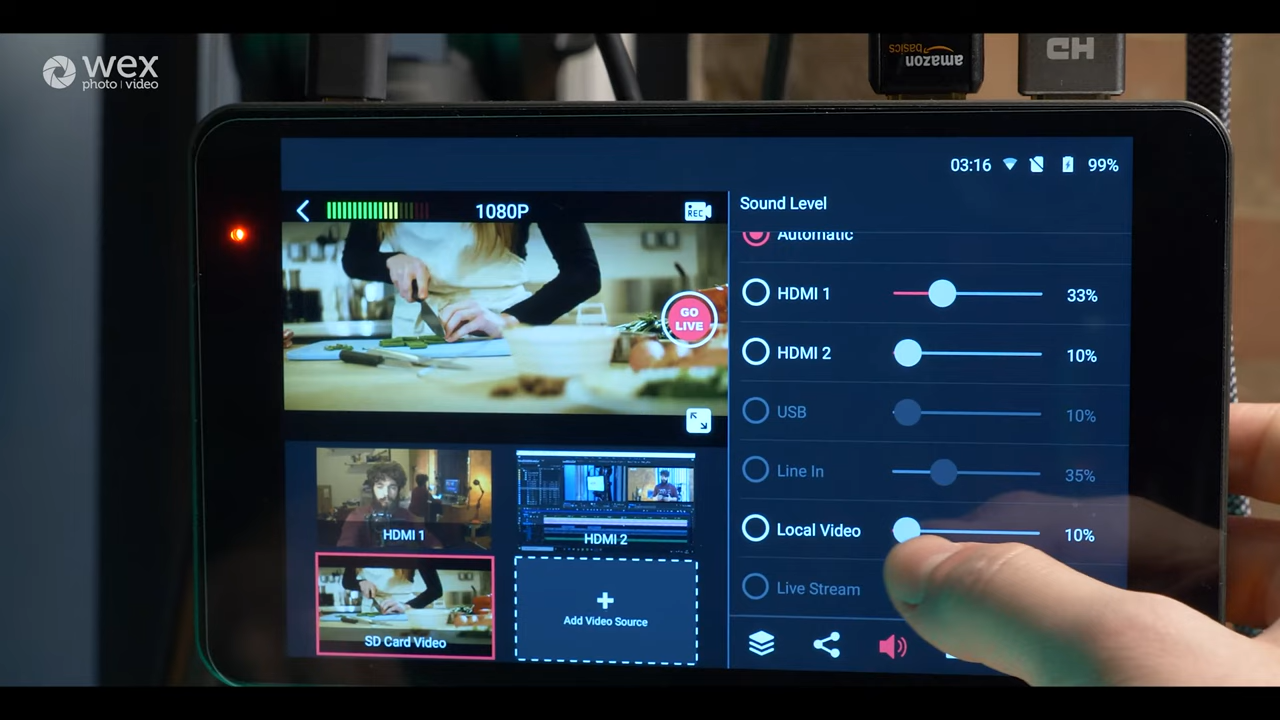 wex
photo | video
amazon
basics
CH
03:16
99%
1080P
REC
Sound Level
Automatic
GO
LIVE
HDMI 1
33%
HDMI 2
10%
USB
10%
Line In
35%
Local Video
10%
Live Stream
HDMI 1
HDMI 2
SD Card Video
+
Add Video Source